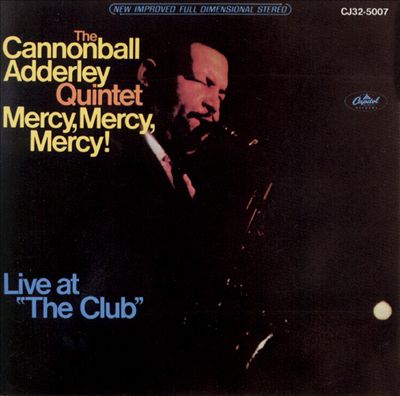 NEW IMPROVED FULL DIMENSIONAL STEREO
CJ32-5007
The
Cannonball
Adderley
Quintet
Mercy, Mercy,
Mercy!
Capitol
RECORDS
Live at
"The Club"